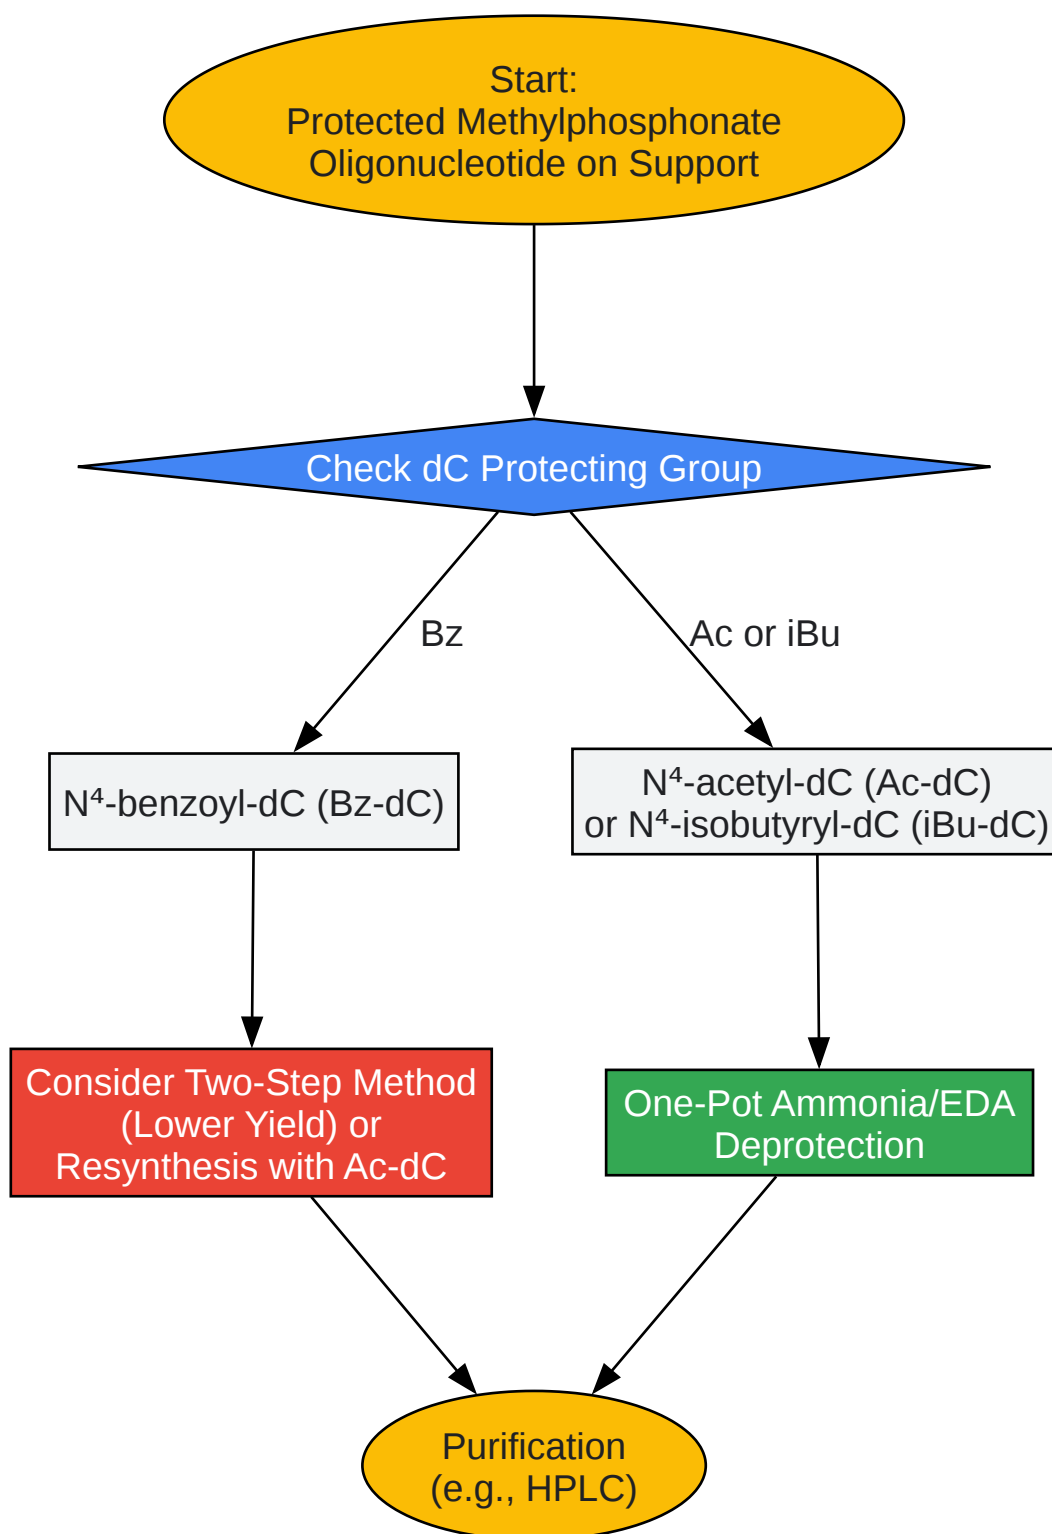 Start:
Protected Methylphosphonate
Oligonucleotide on Support
Check dC Protecting Group
Bz
Ac or iBu
N⁴-benzoyl-dC (Bz-dC)
N⁴-acetyl-dC (Ac-dC)
or N⁴-isobutyryl-dC (iBu-dC)
Consider Two-Step Method
(Lower Yield) or
Resynthesis with Ac-dC
One-Pot Ammonia/EDA
Deprotection
Purification
(e.g., HPLC)